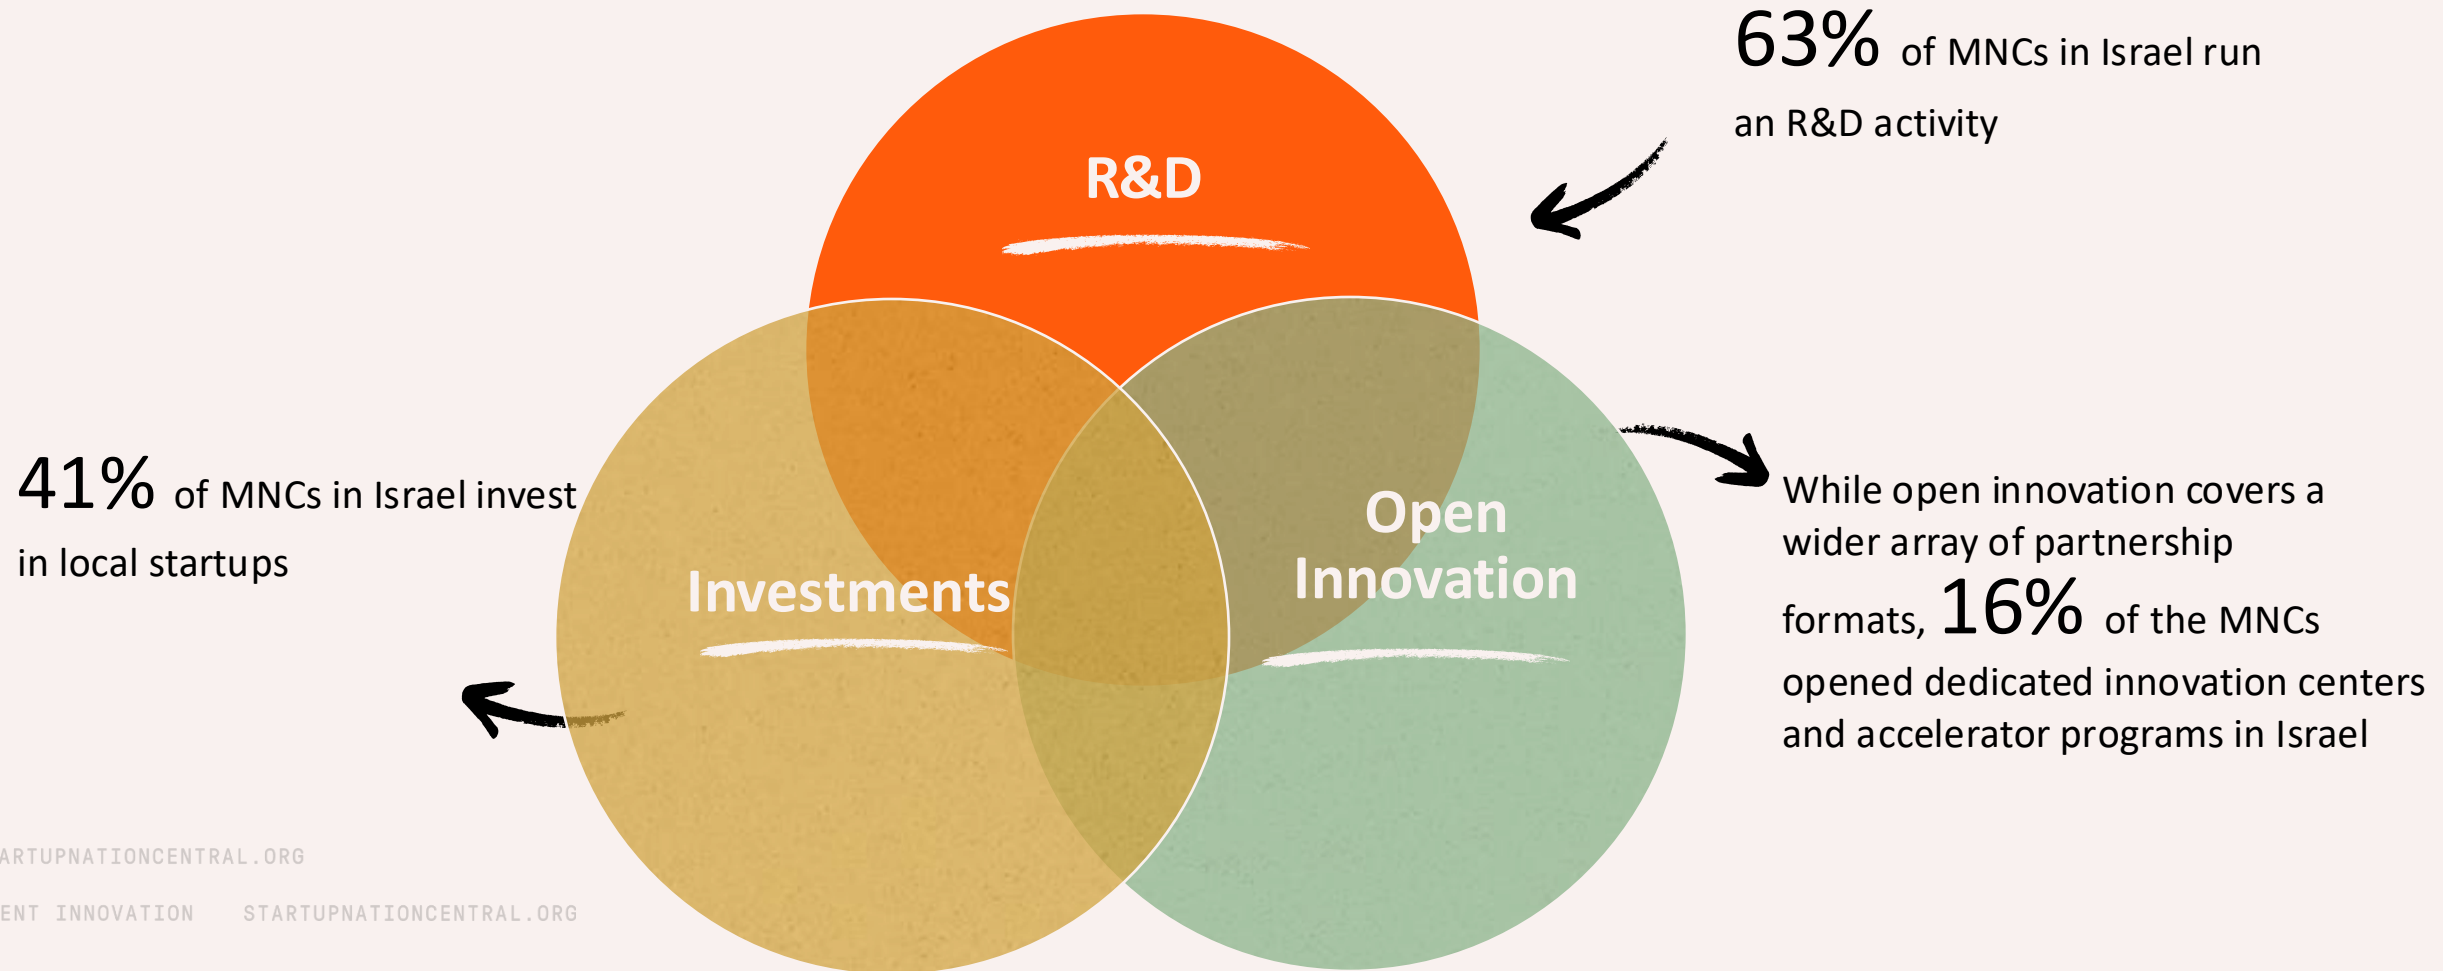 63% of MNCs in Israel run
an R&D activity
R&D
41% of MNCs in Israel invest
in local startups
Investments
Open
Innovation
While open innovation covers a
wider array of partnership
formats, 16% of the MNCs
opened dedicated innovation centers
and accelerator programs in Israel
ARTUPNATIONCENTRAL.ORG
ENT INNOVATION STARTUPNATIONCENTRAL.ORG